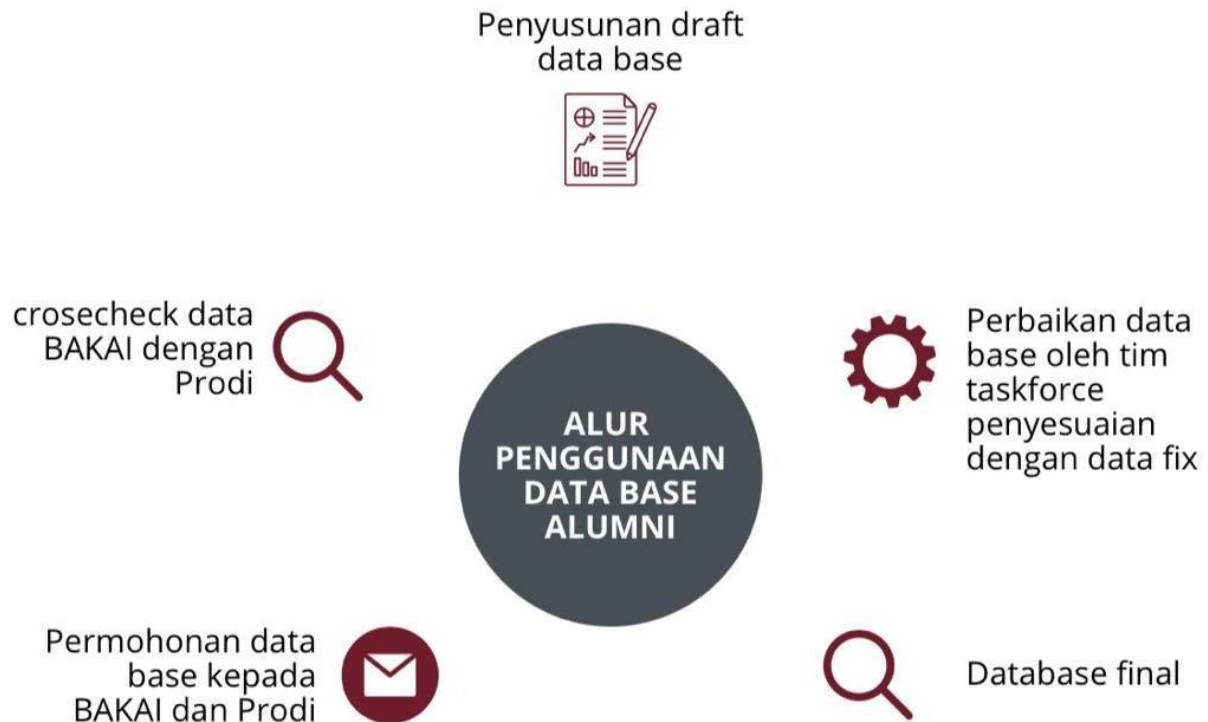 Penyusunan draft
data base
crosecheck data
BAKAI dengan
Prodi
Perbaikan data
base oleh tim
taskforce
penyesuaian
dengan data fix
ALUR
PENGGUNAAN
DATA BASE
ALUMNI
Permohonan data
base kepada
BAKAI dan Prodi
Database final